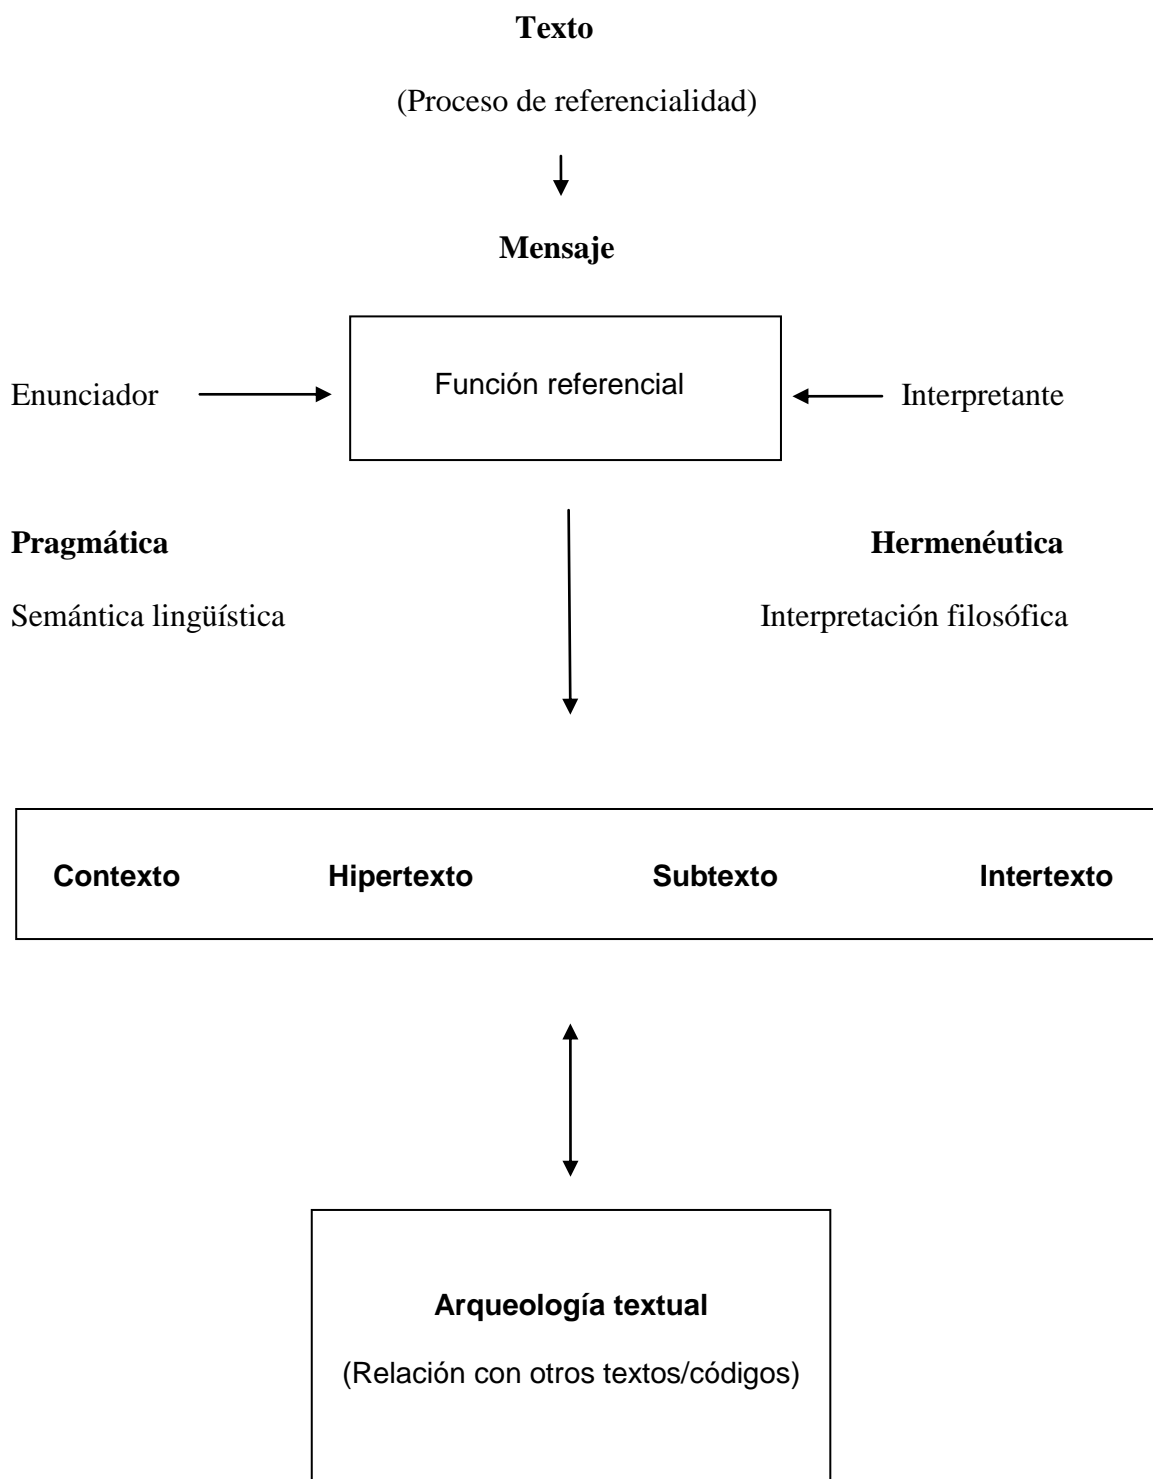 Texto
(Proceso de referencialidad)
Mensaje
Función referencial
Enunciador
Interpretante
Pragmática
Hermenéutica
Semántica lingüística
Interpretación filosófica
Contexto Hipertexto Subtexto Intertexto
Arqueología textual
(Relación con otros textos/códigos)